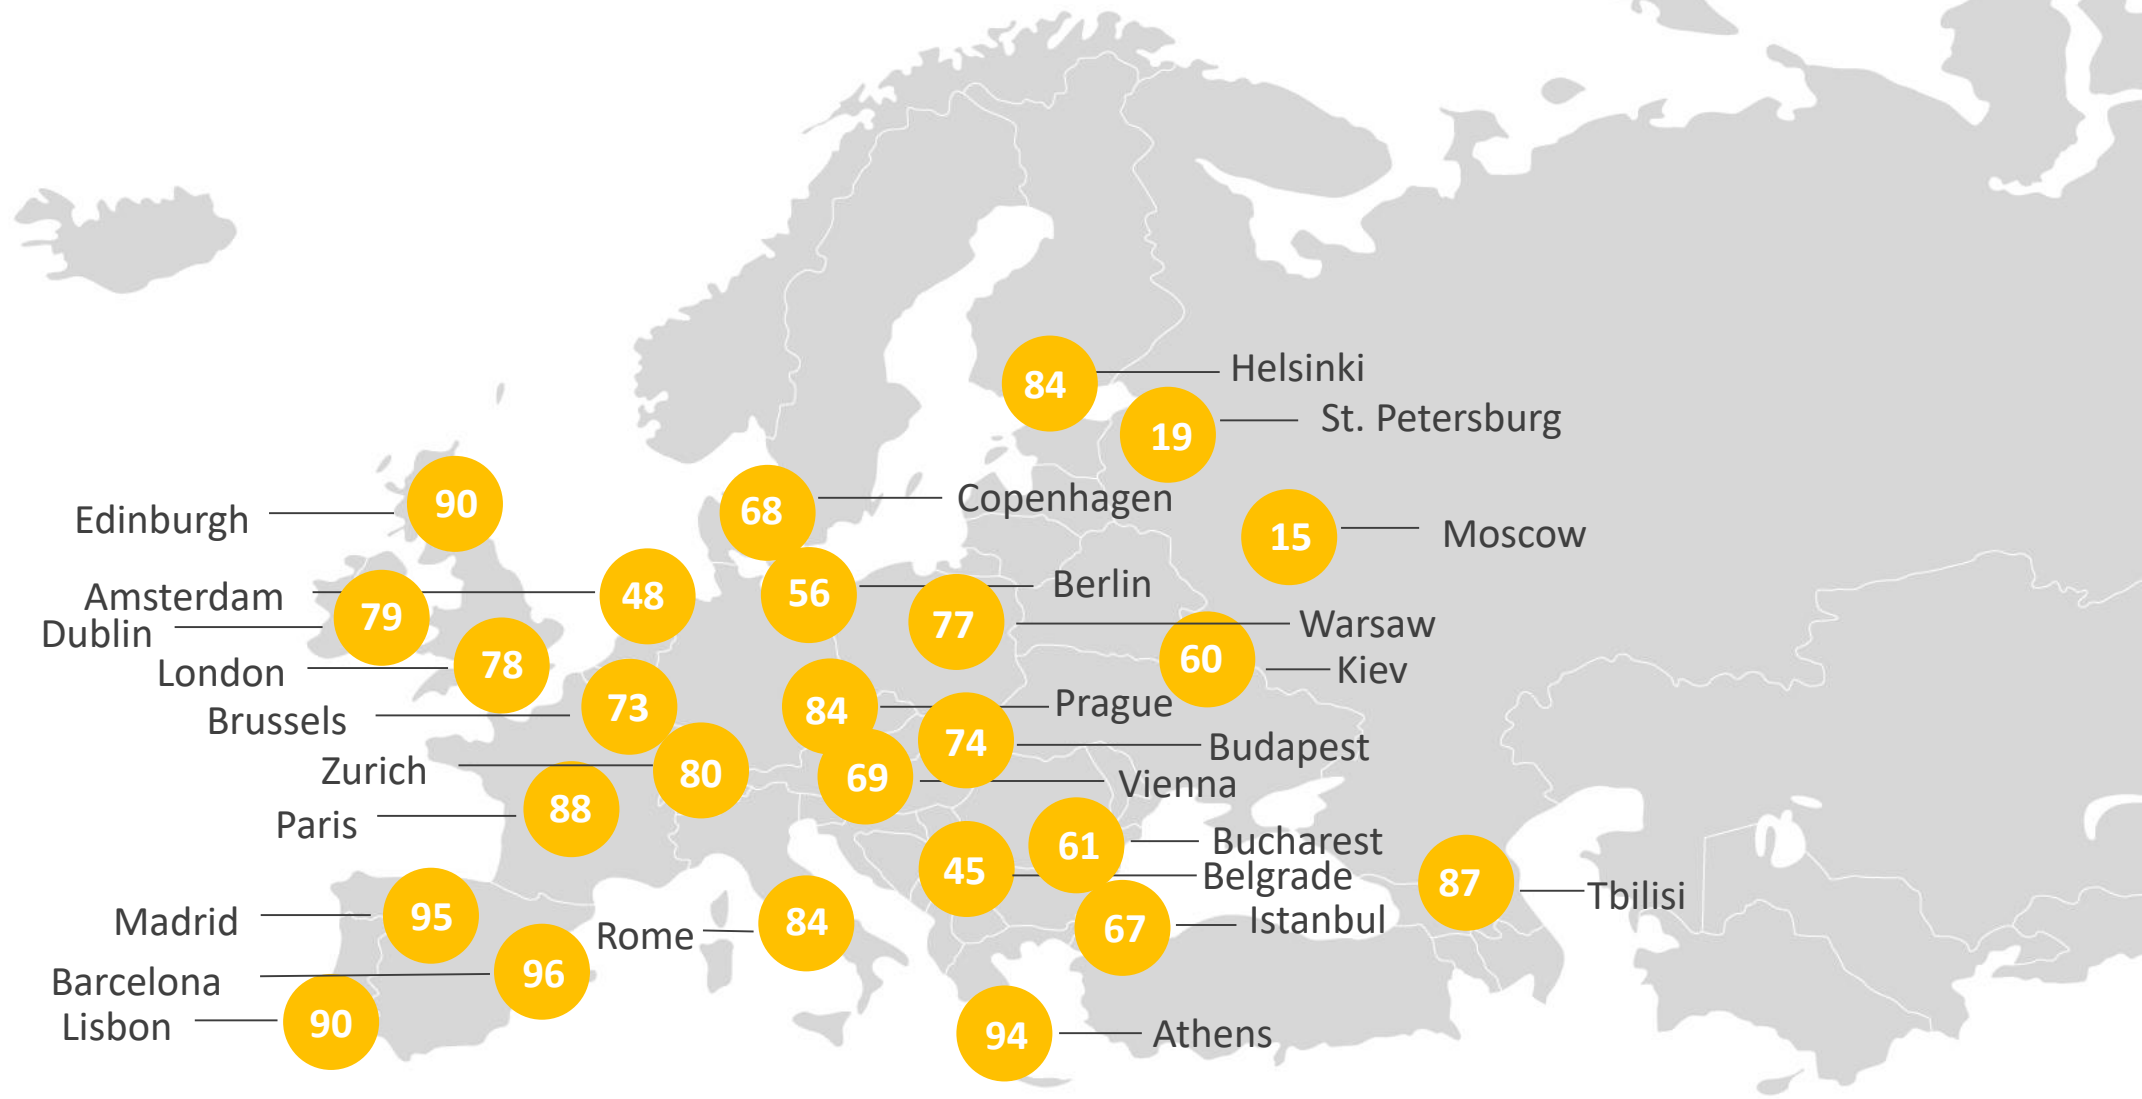 84 Helsinki
19 St. Petersburg
Edinburgh 90
68 Copenhagen
15 Moscow
Amsterdam 48
56 Berlin
Dublin 79
77 Warsaw
London 78
60 Kiev
Brussels 73
84 Prague
74 Budapest
Zurich 80
69 Vienna
Paris 88
61 Bucharest
45 Belgrade
87 Tbilisi
Madrid 95
Rome 84
67 Istanbul
Barcelona 96
Lisbon 90
94 Athens